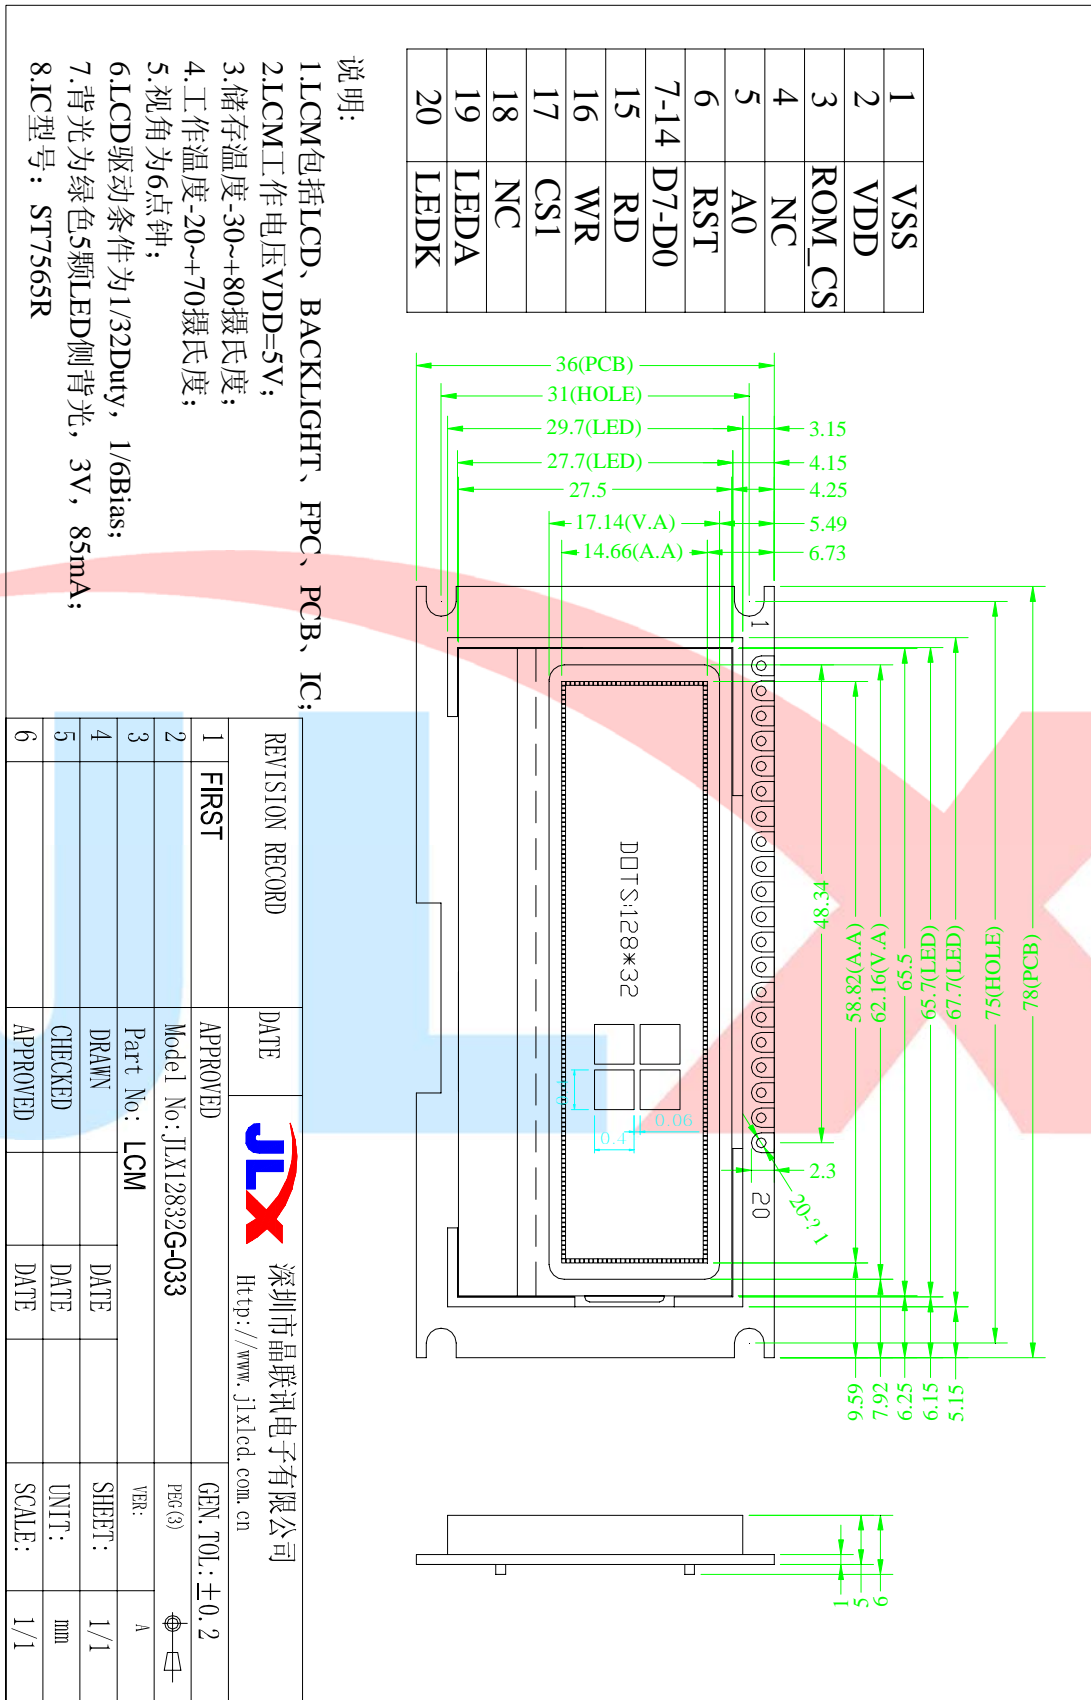 1 VSS
2 VDD
3 ROM_CS
4 NC
5 A0
6 RST
7-14 D7-D0
15 RD
16 WR
17 CS1
18 NC
19 LEDA
20 LEDK
说明:
1.LCM包括LCD、BACKLIGHT、FPC、PCB、IC;
2.LCM工作电压VDD=5V;
3.储存温度-30~+80摄氏度;
4.工作温度-20~+70摄氏度;
5.视角为6点钟;
6.LCD驱动条件为1/32Duty, 1/6Bias;
7.背光为绿色5颗LED侧背光, 3V, 85mA;
8.IC型号: ST7565R
36(PCB)
31(HOLE)
29.7(LED)
27.7(LED)
27.5
17.14(V.A)
14.66(A.A)
3.15
4.15
4.25
5.49
6.73
78(PCB)
75(HOLE)
67.7(LED)
65.7(LED)
65.5
62.16(V.A)
58.82(A.A)
48.34
1
20
2.3
20-? 1
DOTS:128*32
0.4
0.4
0.06
9.59
7.92
6.25
6.15
5.15
1
5
6
REVISION RECORD
DATE
1 FIRST
2
3
4
5
6
APPROVED
Model No:JLX12832G-033
Part No: LCM
DRAWN
DATE
CHECKED
DATE
APPROVED
DATE
JLX
深圳市晶联讯电子有限公司
Http://www.jlxlcd.com.cn
GEN.TOL:±0.2
PEG(3)
VER: A
SHEET: 1/1
UNIT: mm
SCALE: 1/1
JLX